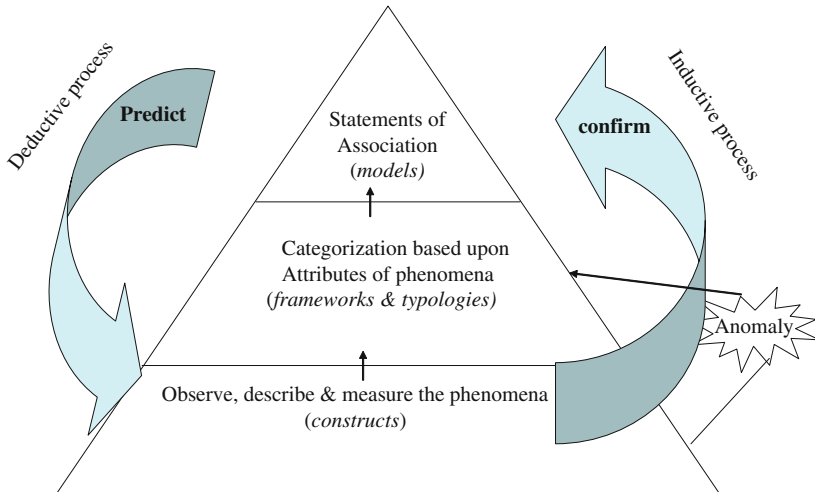 Deductive process
Predict
Statements of
Association
(models)
confirm
Inductive process
Categorization based upon
Attributes of phenomena
(frameworks & typologies)
Anomaly
Observe, describe & measure the phenomena
(constructs)